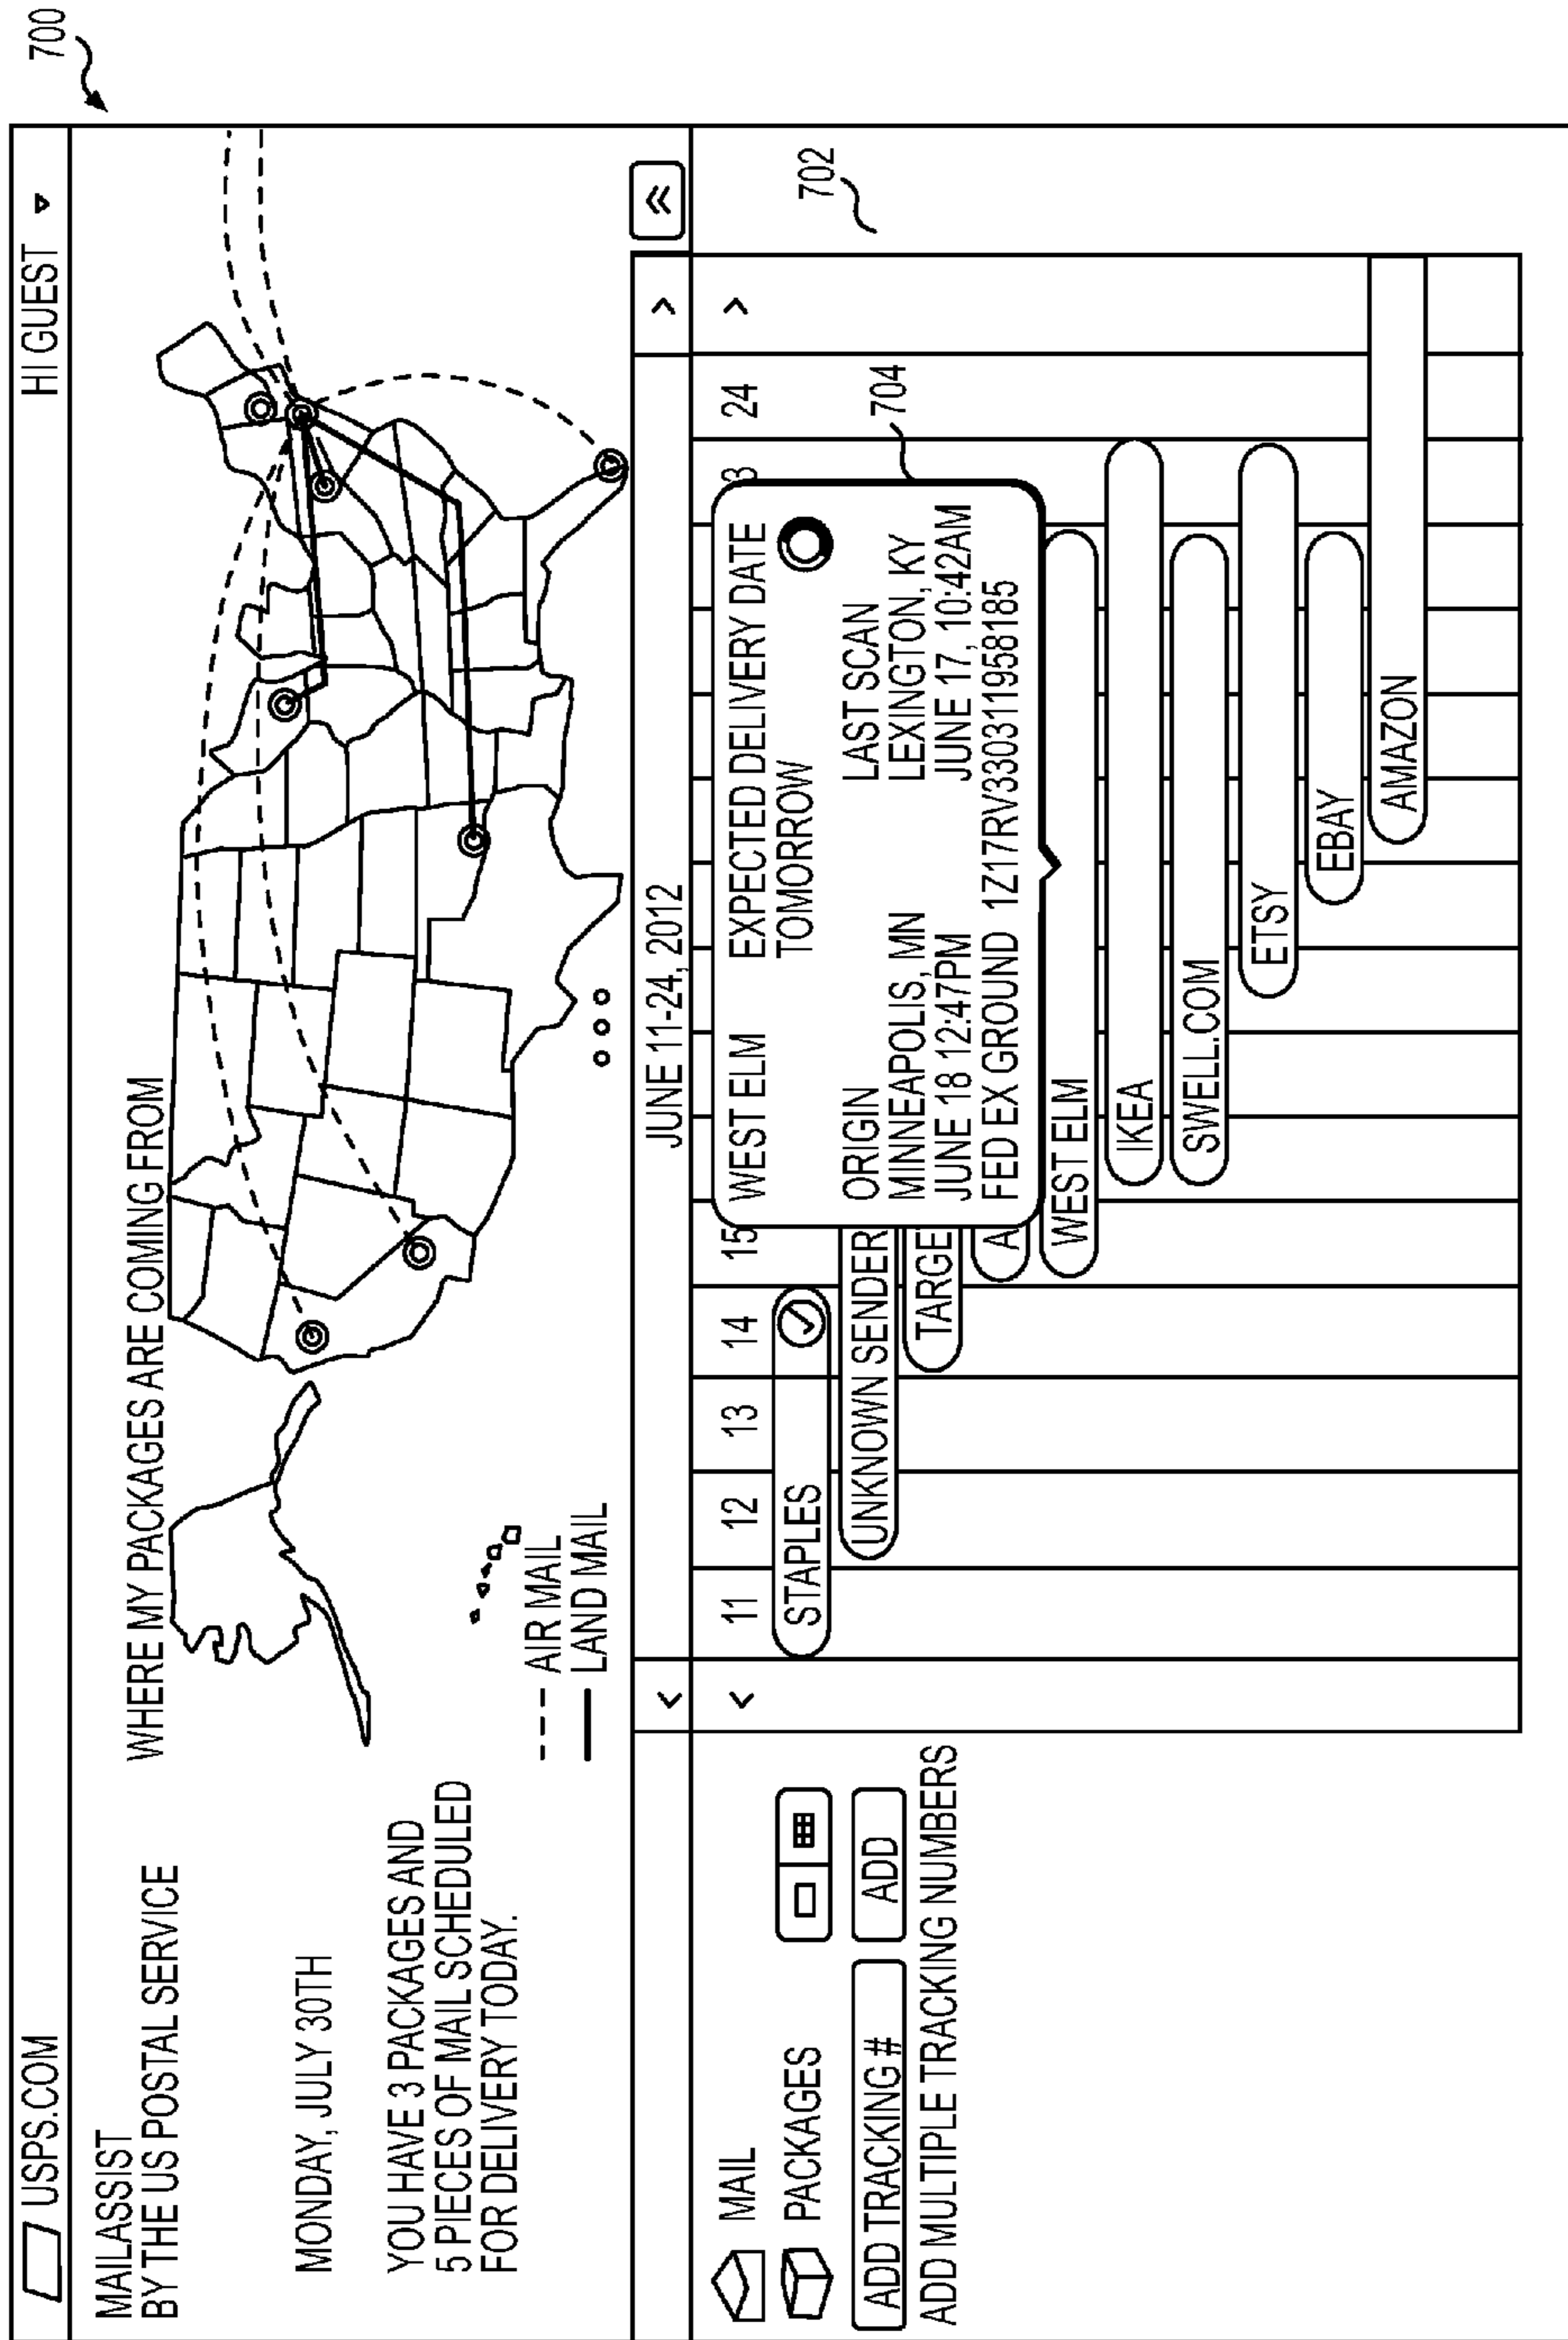 700
USPS.COM
HI GUEST
MAILASSIST
BY THE US POSTAL SERVICE
MONDAY, JULY 30TH
YOU HAVE 3 PACKAGES AND
5 PIECES OF MAIL SCHEDULED
FOR DELIVERY TODAY.
WHERE MY PACKAGES ARE COMING FROM
AIR MAIL
LAND MAIL
JUNE 11-24, 2012
MAIL
PACKAGES
ADD TRACKING # ADD
ADD MULTIPLE TRACKING NUMBERS
702
11 12 13 14 15 3 24
STAPLES
UNKNOWN SENDER
TARGE
A
WEST ELM EXPECTED DELIVERY DATE
TOMORROW
ORIGIN LAST SCAN
MINNEAPOLIS, MN LEXINGTON, KY
JUNE 18 12:47PM JUNE 17, 10:42AM
FED EX GROUND 1Z17RV330311958185
704
WEST ELM
IKEA
SWELL.COM
ETSY
EBAY
AMAZON